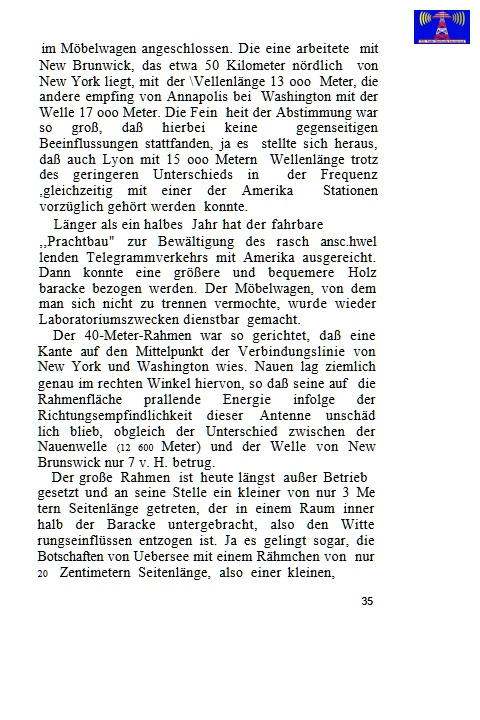 im Möbelwagen angeschlossen. Die eine arbeitete mit
New Brunwick, das etwa 50 Kilometer nördlich von
New York liegt, mit der \Vellenlänge 13 ooo Meter, die
andere empfing von Annapolis bei Washington mit der
Welle 17 ooo Meter. Die Fein heit der Abstimmung war
so groß, daß hierbei keine gegenseitigen
Beeinflussungen stattfanden, ja es stellte sich heraus,
daß auch Lyon mit 15 ooo Metern Wellenlänge trotz
des geringeren Unterschieds in der Frequenz
,gleichzeitig mit einer der Amerika Stationen
vorzüglich gehört werden konnte.
Länger als ein halbes Jahr hat der fahrbare
,,Prachtbau" zur Bewältigung des rasch ansc.hwel
lenden Telegrammverkehrs mit Amerika ausgereicht.
Dann konnte eine größere und bequemere Holz
baracke bezogen werden. Der Möbelwagen, von dem
man sich nicht zu trennen vermochte, wurde wieder
Laboratoriumszwecken dienstbar gemacht.
Der 40-Meter-Rahmen war so gerichtet, daß eine
Kante auf den Mittelpunkt der Verbindungslinie von
New York und Washington wies. Nauen lag ziemlich
genau im rechten Winkel hiervon, so daß seine auf die
Rahmenfläche prallende Energie infolge der
Richtungsempfindlichkeit dieser Antenne unschäd
lich blieb, obgleich der Unterschied zwischen der
Nauenwelle (12 600 Meter) und der Welle von New
Brunswick nur 7 v. H. betrug.
Der große Rahmen ist heute längst außer Betrieb
gesetzt und an seine Stelle ein kleiner von nur 3 Me
tern Seitenlänge getreten, der in einem Raum inner
halb der Baracke untergebracht, also den Witte
rungseinflüssen entzogen ist. Ja es gelingt sogar, die
Botschaften von Uebersee mit einem Rähmchen von nur
20 Zentimetern Seitenlänge, also einer kleinen,
35